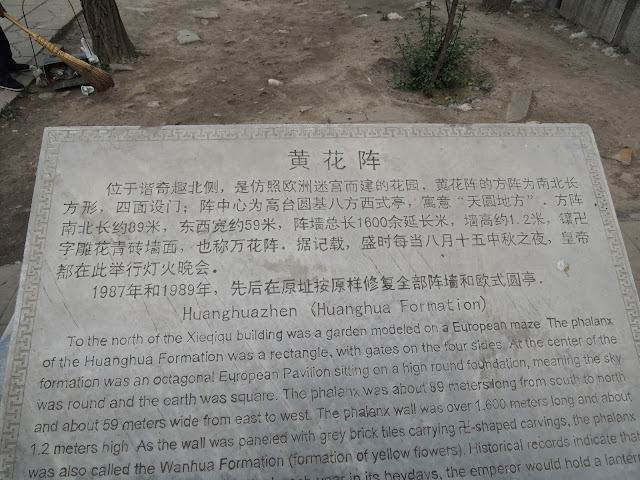 黄花阵
位于谐奇趣北侧，是仿照欧洲迷宫而建的花园．黄花阵的方阵为南北长
方形，四面设门；阵中心为高台圆基八方西式亭，寓意“天圆地方”．方阵
南北长约89米，东西宽约59米，阵墙总长1600余延长米，墙高约1.2米，镶卍
字雕花青砖墙面，也称万花阵。据记载，盛时每当八月十五中秋之夜，皇帝
都在此举行灯火晚会。
1987年和1989年，先后在原址按原样修复全部阵墙和欧式圆亭．
Huanghuazhen (Huanghua Formation)
To the north of the Xieqiqu building was a garden modeled on a European maze. The phalanx
of the Huanghua Formation was a rectangle, with gates on the four sides. At the center of the
formation was an octagonal European Pavilion sitting on a hign round foundation, meaning the sky
was round and the earth was square. The phalanx was about 89 meters long from south to north
and about 59 meters wide from east to west. The phalanx wall was over 1,600 meters long and about
1.2 meters high. As the wall was paneled with grey brick tiles carrying 卍-shaped carvings, the phalanx
was also called the Wanhua Formation (formation of yellow flowers). Historical records indicate that
year in its heydays, the emperor would hold a lantern